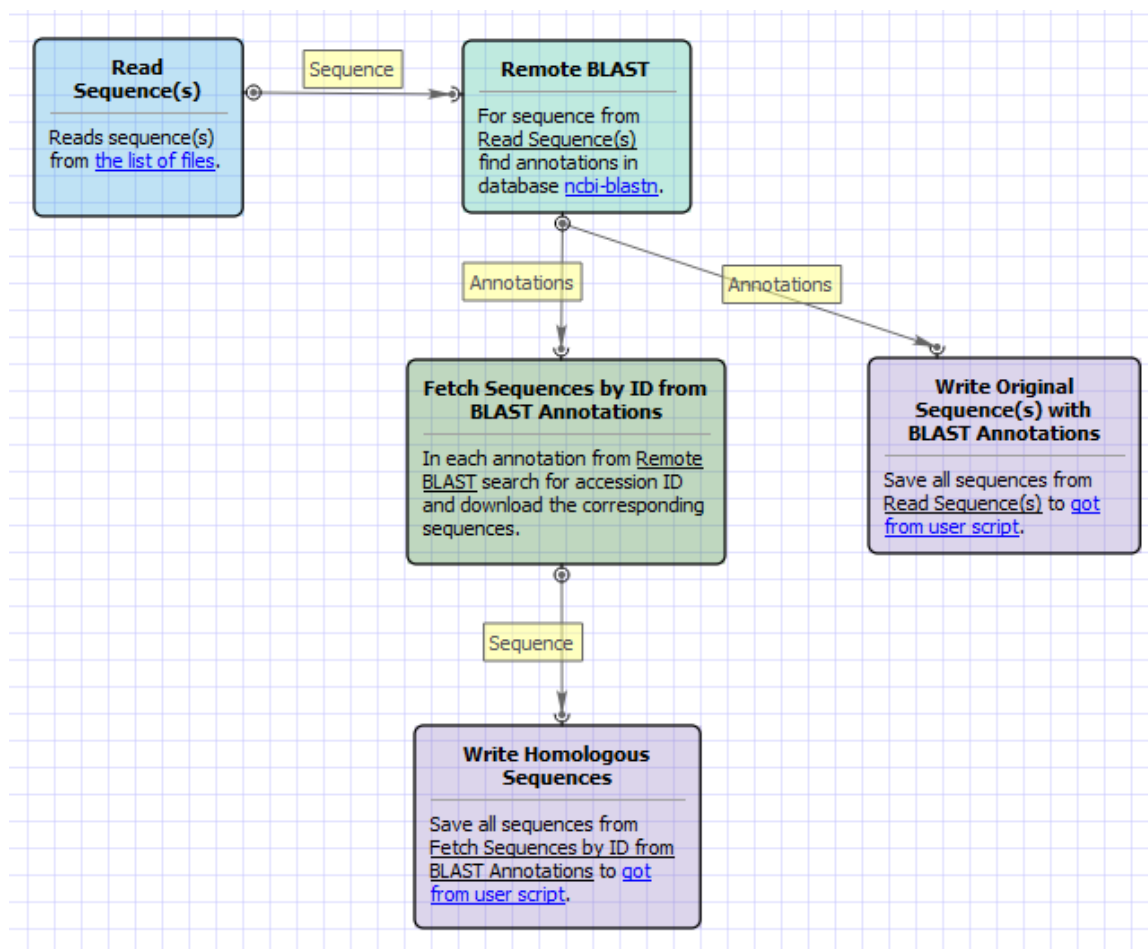 Read
Sequence(s)
Reads sequence(s)
from the list of files.
Sequence
Remote BLAST
For sequence from
Read Sequence(s)
find annotations in
database ncbi-blastn.
Annotations
Annotations
Fetch Sequences by ID from
BLAST Annotations
In each annotation from Remote
BLAST search for accession ID
and download the corresponding
sequences.
Write Original
Sequence(s) with
BLAST Annotations
Save all sequences from
Read Sequence(s) to got
from user script.
Sequence
Write Homologous
Sequences
Save all sequences from
Fetch Sequences by ID from
BLAST Annotations to got
from user script.